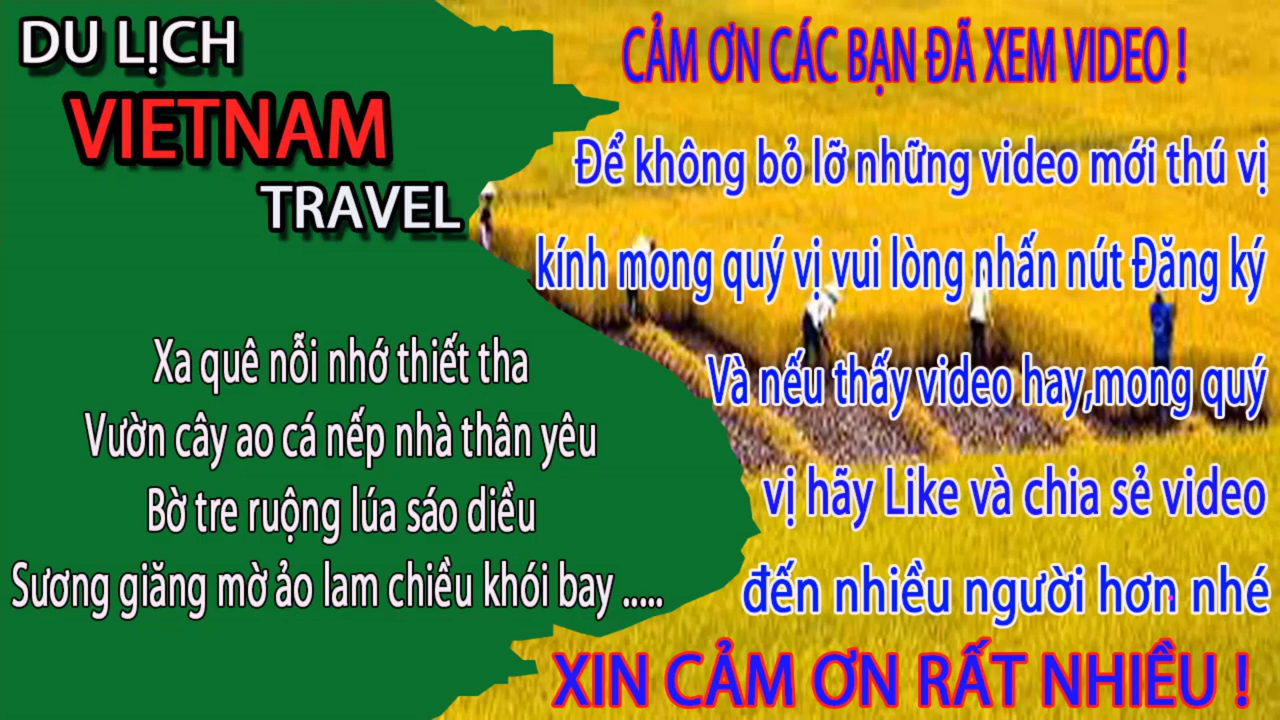 DU LỊCH
VIETNAM
TRAVEL
Xa quê nỗi nhớ thiết tha
Vườn cây ao cá nếp nhà thân yêu
Bờ tre ruộng lúa sáo diều
Sương giăng mờ ảo lam chiều khói bay .....
CẢM ƠN CÁC BẠN ĐÃ XEM VIDEO !
Để không bỏ lỡ những video mới thú vị
kính mong quý vị vui lòng nhấn nút Đăng ký
Và nếu thấy video hay,mong quý
vị hãy Like và chia sẻ video
đến nhiều người hơn nhé
XIN CẢM ƠN RẤT NHIỀU !